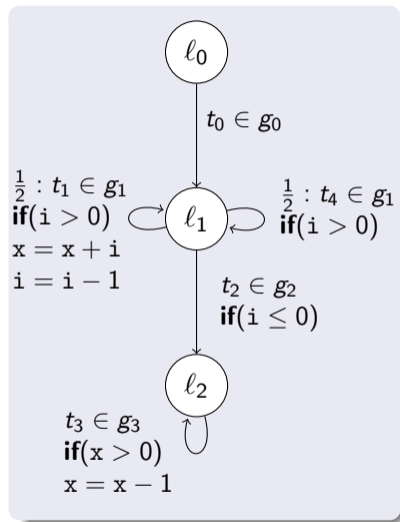 ℓ₀
t₀ ∈ g₀
½ : t₁ ∈ g₁
if(i > 0)
x = x + i
i = i − 1
ℓ₁
½ : t₄ ∈ g₁
if(i > 0)
t₂ ∈ g₂
if(i ≤ 0)
ℓ₂
t₃ ∈ g₃
if(x > 0)
x = x − 1